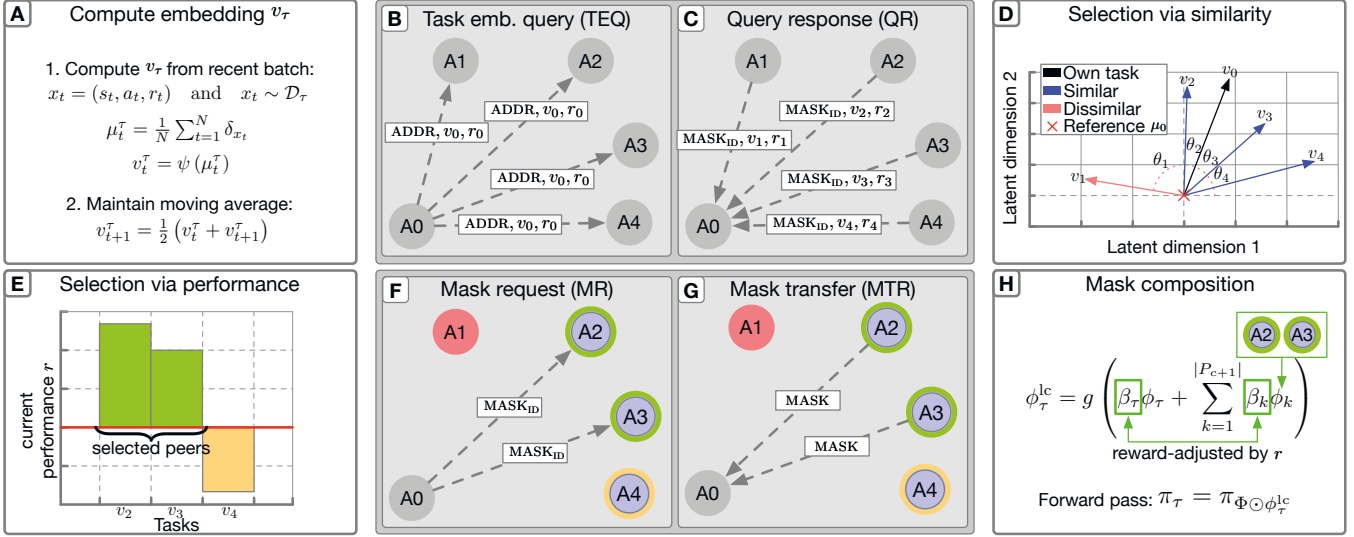 A
Compute embedding v_τ
1. Compute v_τ from recent batch:
x_t = (s_t, a_t, r_t) and x_t ∼ D_τ
μ_t^τ = 1/N ∑_{t=1}^N δ_{x_t}
v_t^τ = ψ (μ_t^τ)
2. Maintain moving average:
v_{t+1}^τ = 1/2 (v_t^τ + v_{t+1}^τ)
B
Task emb. query (TEQ)
A1
A2
ADDR, v_0, r_0
ADDR, v_0, r_0
A3
ADDR, v_0, r_0
A0
ADDR, v_0, r_0
A4
C
Query response (QR)
A1
A2
MASK_ID, v_2, r_2
MASK_ID, v_1, r_1
A3
MASK_ID, v_3, r_3
A0
MASK_ID, v_4, r_4
A4
D
Selection via similarity
Latent dimension 2
Own task
Similar
Dissimilar
Reference μ_0
v_0
v_2
v_3
v_4
v_1
θ_1
θ_2
θ_3
θ_4
Latent dimension 1
E
Selection via performance
current
performance r
selected peers
v_2
v_3
v_4
Tasks
F
Mask request (MR)
A1
A2
MASK_ID
A3
MASK_ID
A0
A4
G
Mask transfer (MTR)
A1
A2
MASK
A3
MASK
A0
A4
H
Mask composition
A2
A3
ϕ_τ^lc = g (β_τ ϕ_τ + ∑_{k=1}^{|P_{c+1}|} β_k ϕ_k)
reward-adjusted by r
Forward pass: π_τ = π_{Φ⊙ϕ_τ^lc}